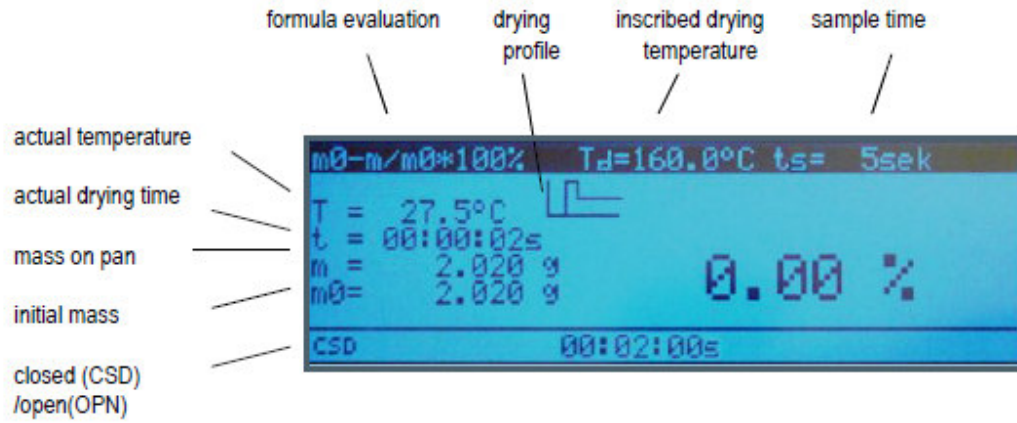 formula evaluation
drying profile
inscribed drying temperature
sample time
actual temperature
actual drying time
mass on pan
initial mass
closed (CSD)
/open(OPN)
m0-m/m0*100% Td=160.0°C ts= 5sek
T = 27.5°C
t = 00:00:02s
m = 2.020 g
m0= 2.020 g
0.00 %
CSD 00:02:00s